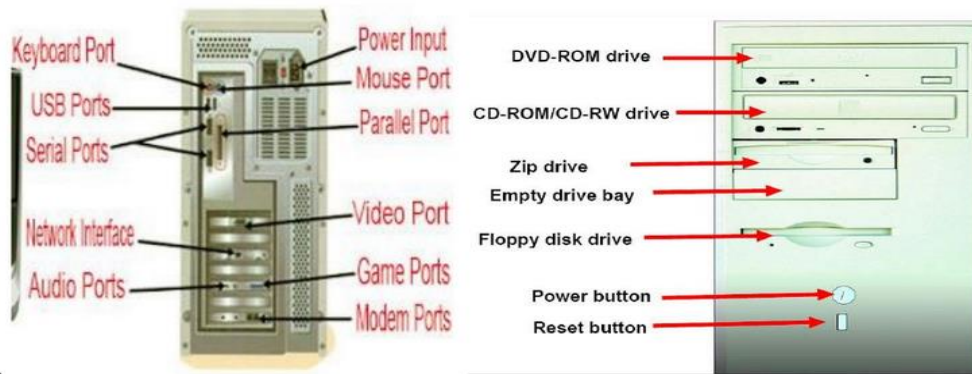 Keyboard Port
USB Ports
Serial Ports
Network Interface
Audio Ports
Power Input
Mouse Port
Parallel Port
Video Port
Game Ports
Modem Ports
DVD-ROM drive
CD-ROM/CD-RW drive
Zip drive
Empty drive bay
Floppy disk drive
Power button
Reset button